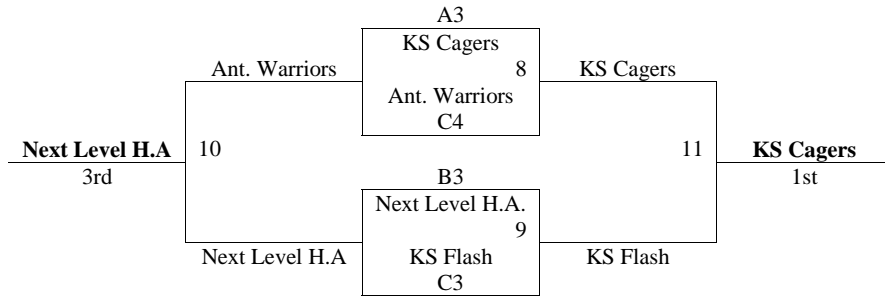 A3
KS Cagers
Ant. Warriors 8 KS Cagers
Ant. Warriors
C4
Next Level H.A 10 11 KS Cagers
3rd B3 1st
Next Level H.A.
9
Next Level H.A KS Flash KS Flash
C3